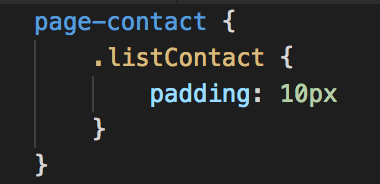 page-contact {
    .listContact {
        padding: 10px
    }
}